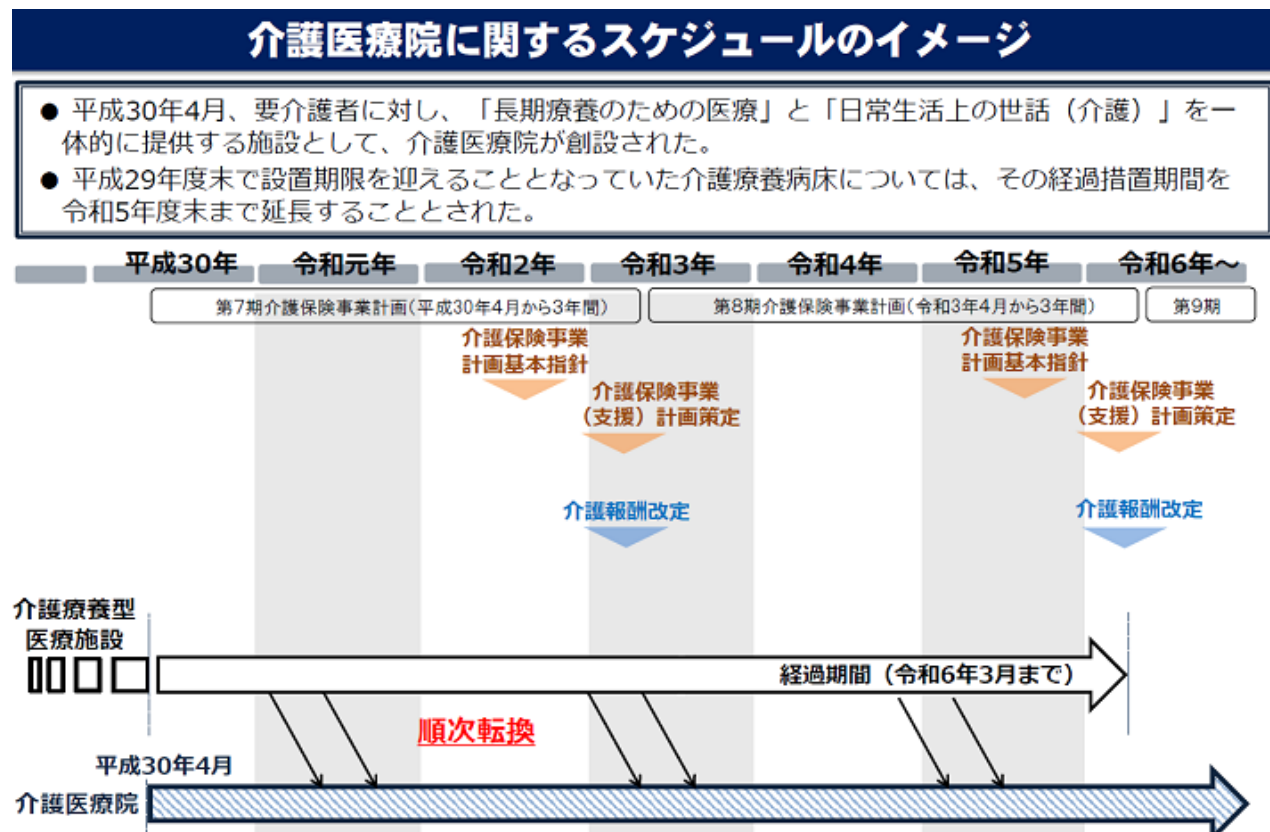 介護医療院に関するスケジュールのイメージ
● 平成30年4月、要介護者に対し、「長期療養のための医療」と「日常生活上の世話（介護）」を一
体的に提供する施設として、介護医療院が創設された。
● 平成29年度末で設置期限を迎えることとなっていた介護療養病床については、その経過措置期間を
令和5年度末まで延長することとされた。
平成30年 令和元年 令和2年 令和3年 令和4年 令和5年 令和6年～
第7期介護保険事業計画(平成30年4月から3年間) 第8期介護保険事業計画(令和3年4月から3年間) 第9期
介護保険事業
計画基本指針
介護保険事業
計画基本指針
介護保険事業
（支援）計画策定
介護保険事業
（支援）計画策定
介護報酬改定 介護報酬改定
介護療養型
医療施設
経過期間（令和6年3月まで）
順次転換
平成30年4月
介護医療院